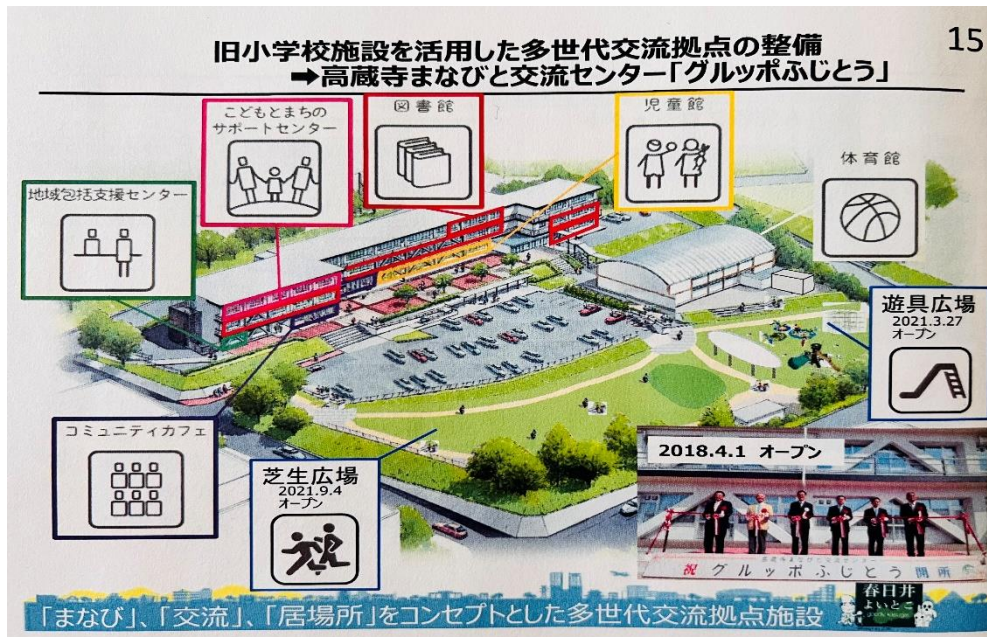 15
旧小学校施設を活用した多世代交流拠点の整備
➡高蔵寺まなびと交流センター「グルッポふじとう」
こどもとまちの
サポートセンター
図書館
児童館
体育館
地域包括支援センター
遊具広場
2021.3.27
オープン
コミュニティカフェ
芝生広場
2021.9.4
オープン
2018.4.1 オープン
祝 グルッポふじとう 開所
「まなび」、「交流」、「居場所」をコンセプトとした多世代交流拠点施設
春日井
よいとこ